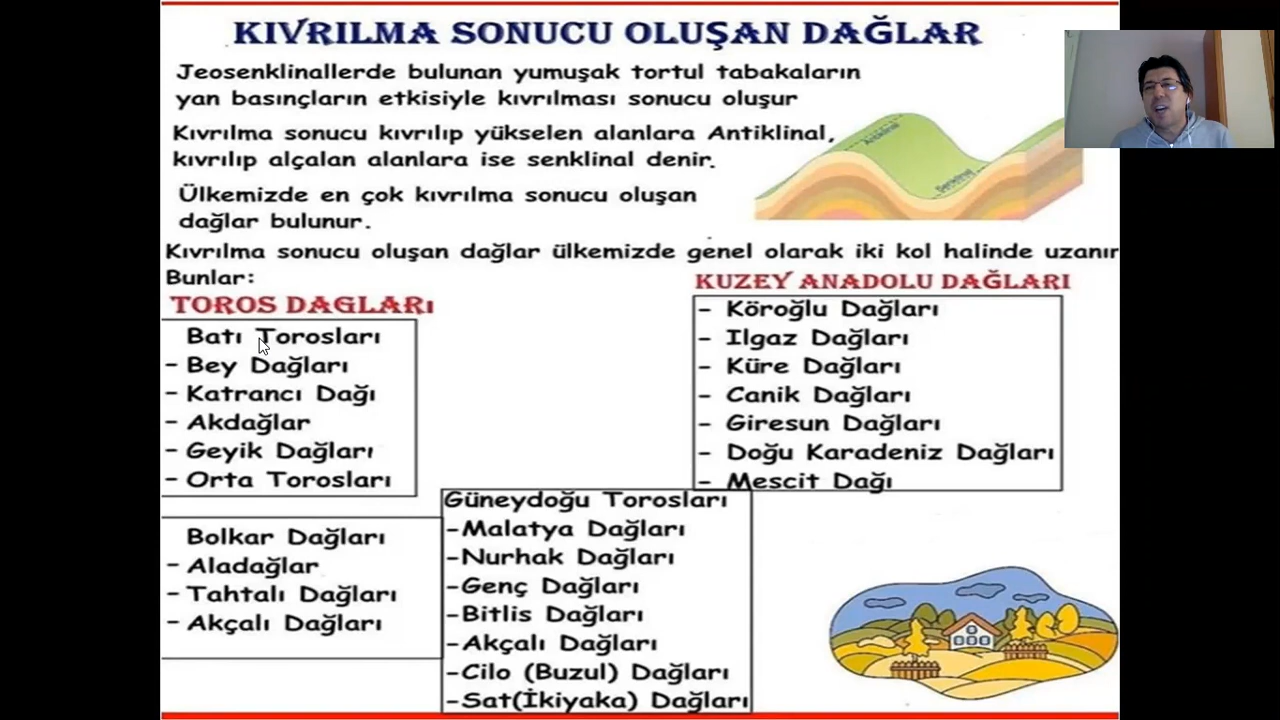 KIVRILMA SONUCU OLUŞAN DAĞLAR
Jeosenklinallerde bulunan yumuşak tortul tabakaların
yan basınçların etkisiyle kıvrılması sonucu oluşur
Kıvrılma sonucu kıvrılıp yükselen alanlara Antiklinal,
kıvrılıp alçalan alanlara ise senklinal denir.
Antiklinal
Senklinal
Ülkemizde en çok kıvrılma sonucu oluşan
dağlar bulunur.
Kıvrılma sonucu oluşan dağlar ülkemizde genel olarak iki kol halinde uzanır
Bunlar:
TOROS DAGLARı
Batı Torosları
- Bey Dağları
- Katrancı Dağı
- Akdağlar
- Geyik Dağları
- Orta Torosları
Bolkar Dağları
- Aladağlar
- Tahtalı Dağları
- Akçalı Dağları
Güneydoğu Torosları
-Malatya Dağları
-Nurhak Dağları
-Genç Dağları
-Bitlis Dağları
-Akçalı Dağları
-Cilo (Buzul) Dağları
-Sat(İkiyaka) Dağları
KUZEY ANADOLU DAĞLARI
- Köroğlu Dağları
- Ilgaz Dağları
- Küre Dağları
- Canik Dağları
- Giresun Dağları
- Doğu Karadeniz Dağları
- Mescit Dağı